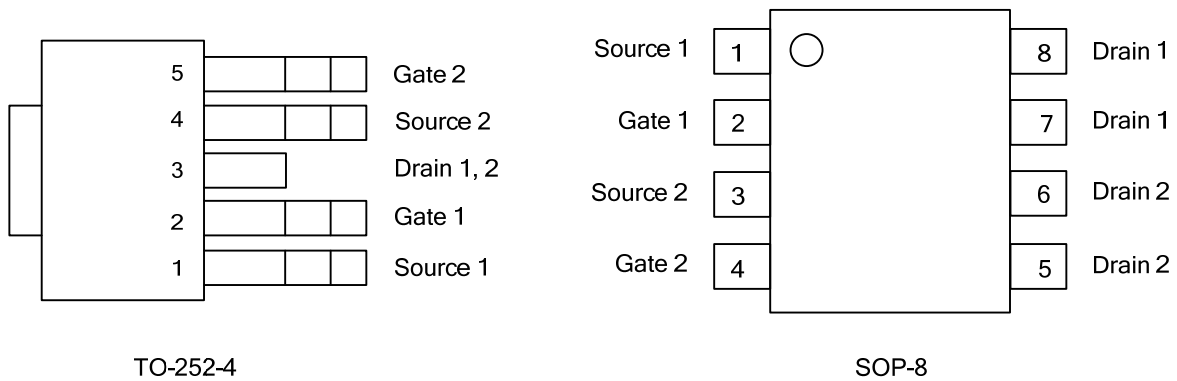 5 Gate 2
4 Source 2
3 Drain 1, 2
2 Gate 1
1 Source 1
TO-252-4
Source 1 1 8 Drain 1
Gate 1 2 7 Drain 1
Source 2 3 6 Drain 2
Gate 2 4 5 Drain 2
SOP-8